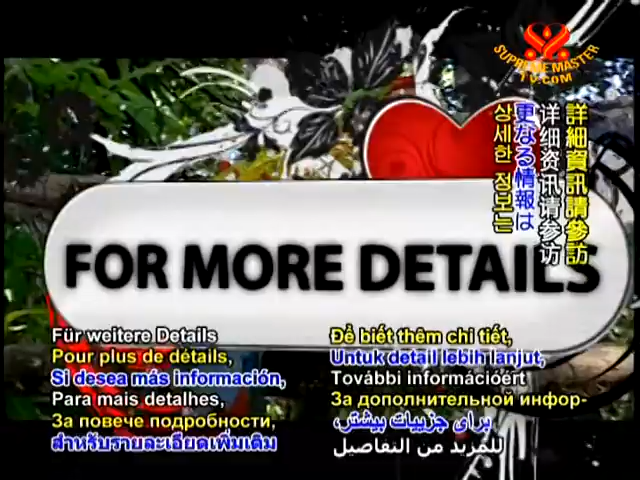 SUPREME MASTER
TV.COM
詳細資訊請參訪
详细资讯请参访
更なる情報は
상세한 정보는
FOR MORE DETAILS
Für weitere Details
Pour plus de détails,
Si desea más información,
Para mais detalhes,
За повече подробности,
สำหรับรายละเอียดเพิ่มเติม
Để biết thêm chi tiết,
Untuk detail lebih lanjut,
További információért
За дополнительной инфор-
برای جزییات بیشتر،
للمزيد من التفاصيل